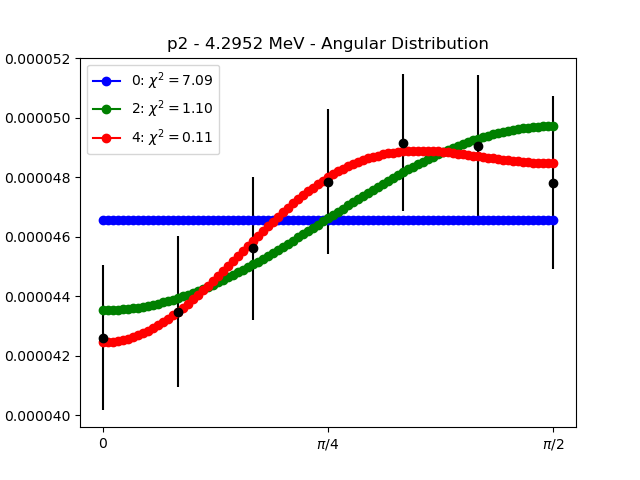 p2 - 4.2952 MeV - Angular Distribution
0.000052
0.000050
0.000048
0.000046
0.000044
0.000042
0.000040
0: χ² = 7.09
2: χ² = 1.10
4: χ² = 0.11
0
π/4
π/2